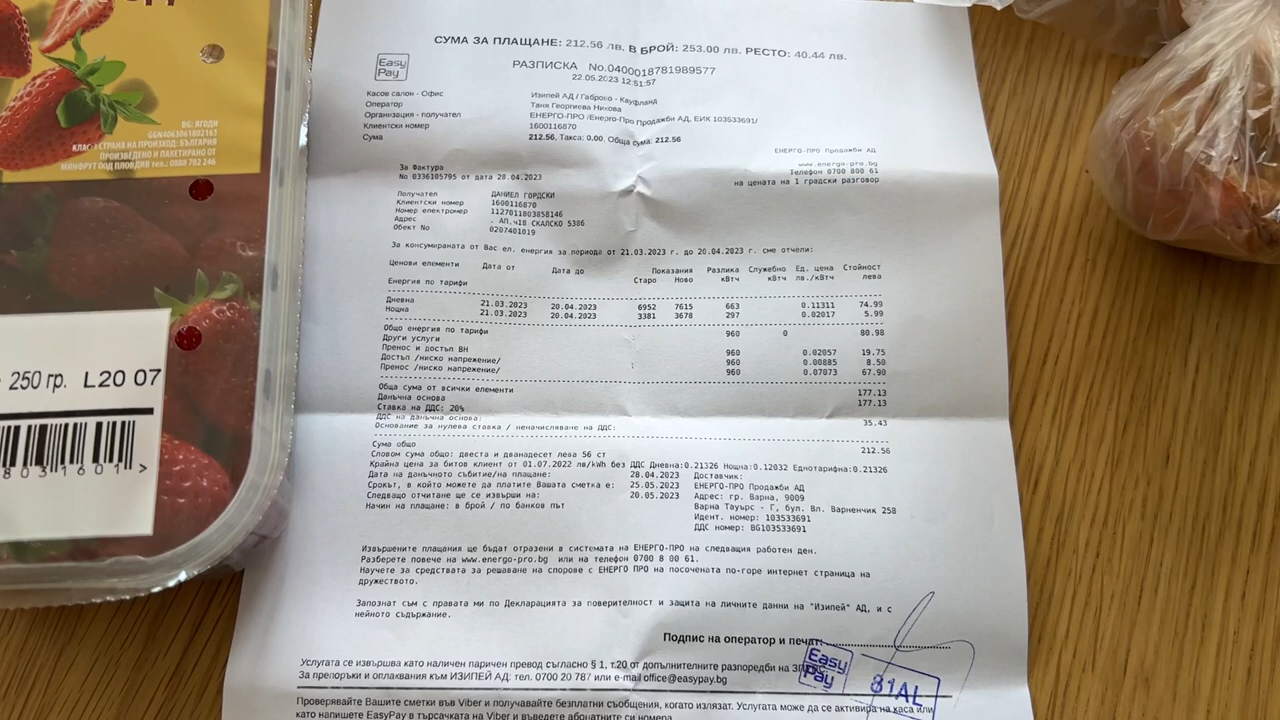 BG: ЯГОДИ
GGN4063061802163
КЛАС I СТРАНА НА ПРОИЗХОД: БЪЛГАРИЯ
ПРОИЗВЕДЕНО И ПАКЕТИРАНО ОТ
МИНФРУТ ООД ПЛОВДИВ тел.: 0888 702 246
250 гр. L20 07
8031601>
СУМА ЗА ПЛАЩАНЕ: 212.56 лв. В БРОЙ: 253.00 лв. РЕСТО: 40.44 лв.
Easy Pay
РАЗПИСКА No.0400018781989577
22.05.2023 12:51:57
Касов салон - Офис Изипей АД / Габрово - Кауфланд
Оператор Таня Георгиева Никова
Организация - получател ЕНЕРГО-ПРО /Енерго-Про Продажби АД, ЕИК 103533691/
Клиентски номер 1600116870
Сума 212.56, Такса: 0.00, Обща сума: 212.56
ЕНЕРГО-ПРО Продажби АД
www.energo-pro.bg
Телефон 0700 800 61
на цената на 1 градски разговор
За Фактура
No 0336105795 от дата 28.04.2023
Получател ДАНИЕЛ ГОРДСКИ
Клиентски номер 1600116870
Номер електромер 1127011803858146
Адрес . АП.ч18 СКАЛСКО 5386
Обект No 0207401019
За консумираната от Вас ел. енергия за периода от 21.03.2023 г. до 20.04.2023 г. сме отчели:
Ценови елементи Дата от Дата до Показания Разлика Служебно Ед. цена Стойност
Старо Ново кВтч кВтч лв./кВтч лева
Енергия по тарифи
Дневна 21.03.2023 20.04.2023 6952 7615 663 0.11311 74.99
Нощна 21.03.2023 20.04.2023 3381 3678 297 0.02017 5.99
Общо енергия по тарифи 960 0 80.98
Други услуги
Пренос и достъп ВН 960 0.02057 19.75
Достъп /ниско напрежение/ 960 0.00885 8.50
Пренос /ниско напрежение/ 960 0.07073 67.90
Обща сума от всички елементи 177.13
Данъчна основа 177.13
Ставка на ДДС: 20%
ДДС на данъчна основа: 35.43
Основание за нулева ставка / неначисляване на ДДС:
Сума общо 212.56
Словом сума общо: двеста и дванадесет лева 56 ст
Крайна цена за битов клиент от 01.07.2022 лв/kWh без ДДС Дневна:0.21326 Нощна:0.12032 Еднотарифна:0.21326
Дата на данъчното събитие/на плащане: 28.04.2023 Доставчик:
Срокът, в който можете да платите Вашата сметка е: 25.05.2023 ЕНЕРГО-ПРО Продажби АД
Следващо отчитане ще се извърши на: 20.05.2023 Адрес: гр. Варна, 9009
Начин на плащане: в брой / по банков път Варна Тауърс - Г, бул. Вл. Варненчик 258
Идент. номер: 103533691
ДДС номер: BG103533691
Извършените плащания ще бъдат отразени в системата на ЕНЕРГО-ПРО на следващия работен ден.
Разберете повече на www.energo-pro.bg или на телефон 0700 8 00 61.
Научете за средствата за решаване на спорове с ЕНЕРГО ПРО на посочената по-горе интернет страница на
дружеството.
Запознат съм с правата ми по Декларацията за поверителност и защита на личните данни на "Изипей" АД, и с
нейното съдържание.
Подпис на оператор и печат:
Easy Pay 81AL
Услугата се извършва като наличен паричен превод съгласно § 1, т.20 от допълнителните разпоредби на
За препоръки и оплаквания към ИЗИПЕЙ АД: тел. 0700 20 787 или e-mail office@easypay.bg
Проверявайте Вашите сметки във Viber и получавайте безплатни съобщения, когато излязат. Услугата може да се активира на каса или
като напишете EasyPay в търсачката на Viber и въведете абонатните си номера